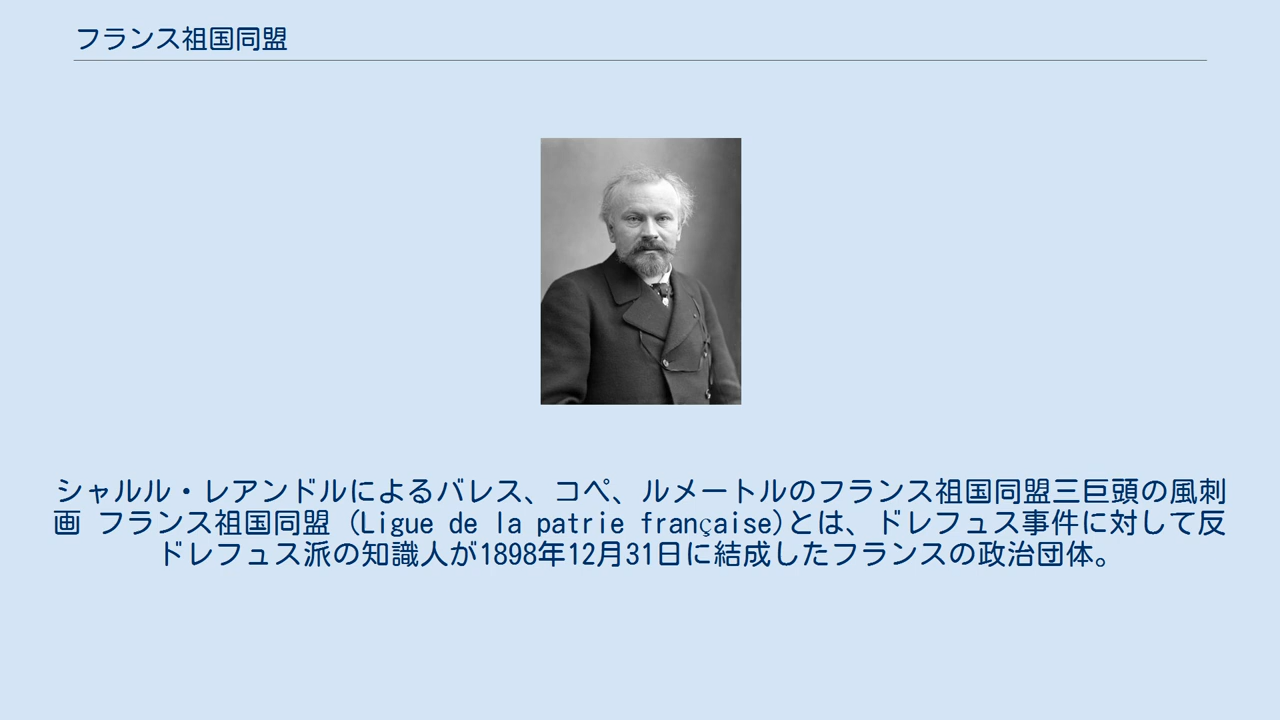 フランス祖国同盟
シャルル・レアンドルによるバレス、コペ、ルメートルのフランス祖国同盟三巨頭の風刺
画 フランス祖国同盟 (Ligue de la patrie française)とは、ドレフュス事件に対して反
ドレフュス派の知識人が1898年12月31日に結成したフランスの政治団体。